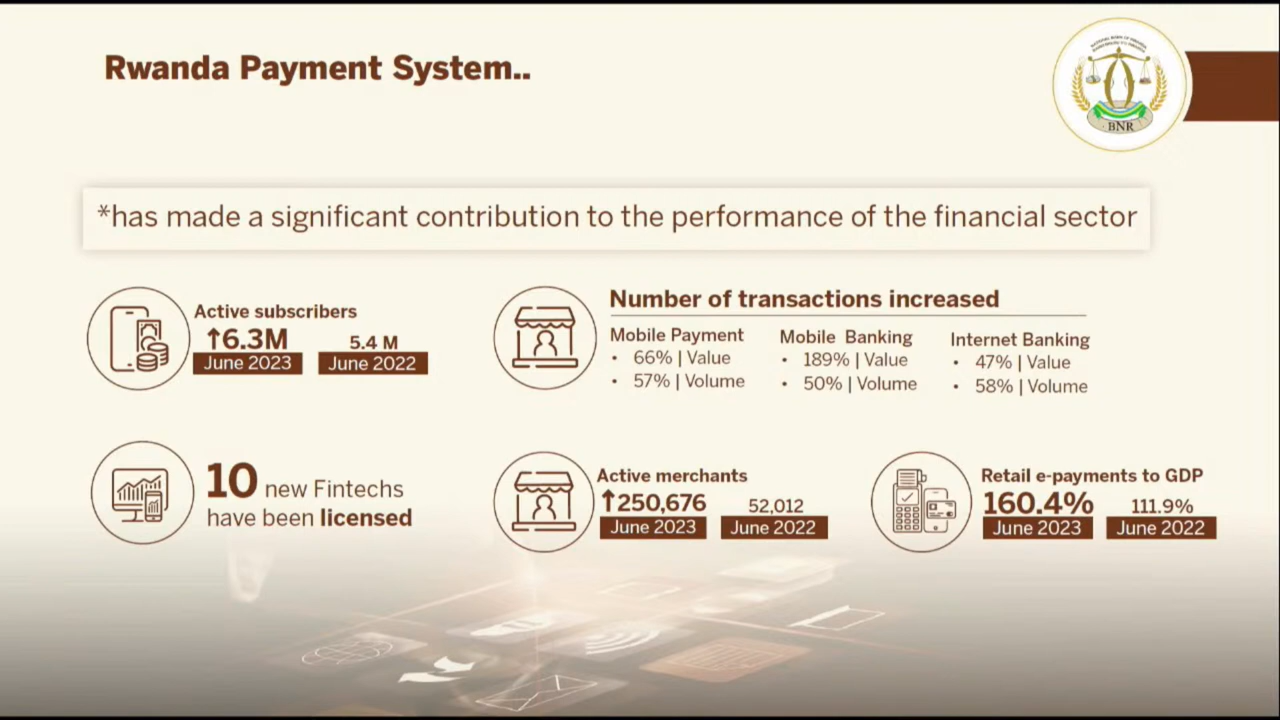 Rwanda Payment System..
BNR
*has made a significant contribution to the performance of the financial sector
Active subscribers
↑6.3M
5.4 M
June 2023
June 2022
Number of transactions increased
Mobile Payment
• 66% | Value
• 57% | Volume
Mobile Banking
• 189% | Value
• 50% | Volume
Internet Banking
• 47% | Value
• 58% | Volume
10 new Fintechs
have been licensed
Active merchants
↑250,676
52,012
June 2023
June 2022
Retail e-payments to GDP
160.4%
111.9%
June 2023
June 2022